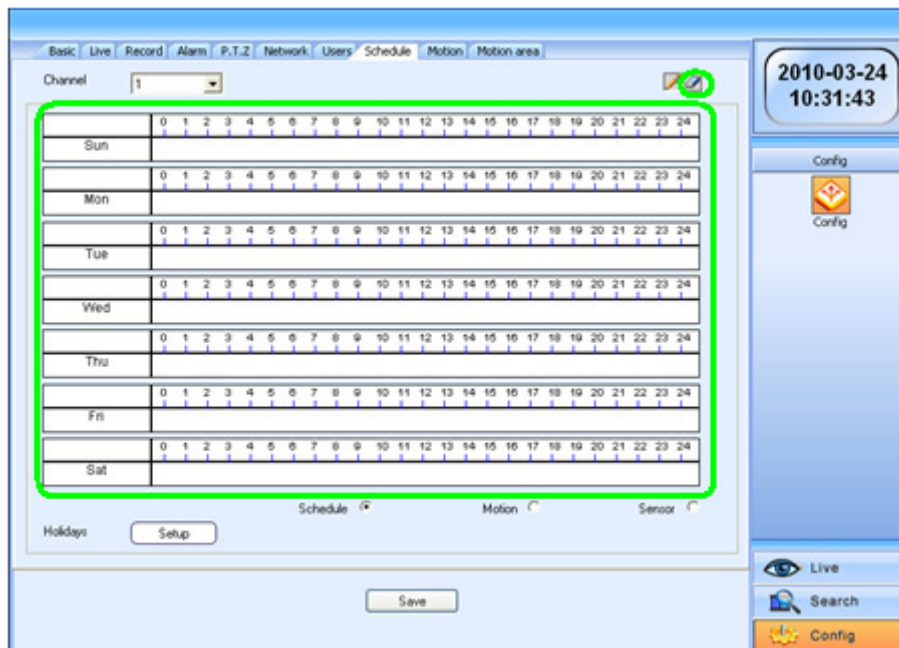 Basic Live Record Alarm P.T.Z Network Users Schedule Motion Motion area
Channel 1
0 1 2 3 4 5 6 7 8 9 10 11 12 13 14 15 16 17 18 19 20 21 22 23 24
Sun
0 1 2 3 4 5 6 7 8 9 10 11 12 13 14 15 16 17 18 19 20 21 22 23 24
Mon
0 1 2 3 4 5 6 7 8 9 10 11 12 13 14 15 16 17 18 19 20 21 22 23 24
Tue
0 1 2 3 4 5 6 7 8 9 10 11 12 13 14 15 16 17 18 19 20 21 22 23 24
Wed
0 1 2 3 4 5 6 7 8 9 10 11 12 13 14 15 16 17 18 19 20 21 22 23 24
Thu
0 1 2 3 4 5 6 7 8 9 10 11 12 13 14 15 16 17 18 19 20 21 22 23 24
Fri
0 1 2 3 4 5 6 7 8 9 10 11 12 13 14 15 16 17 18 19 20 21 22 23 24
Sat
Schedule Motion Sensor
Holidays Setup
Save
2010-03-24
10:31:43
Config
Config
Live
Search
Config